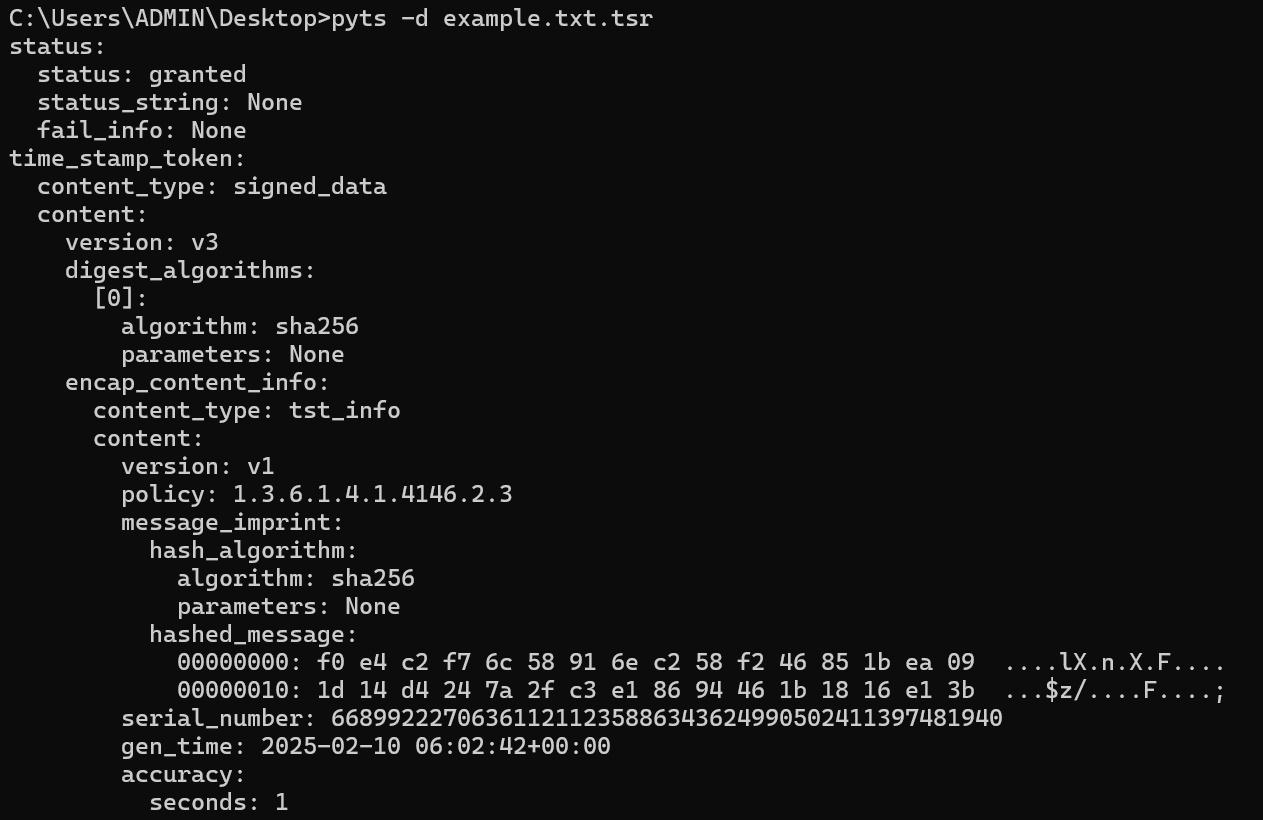 C:\Users\ADMIN\Desktop>pyts -d example.txt.tsr
status:
  status: granted
  status_string: None
  fail_info: None
time_stamp_token:
  content_type: signed_data
  content:
    version: v3
    digest_algorithms:
      [0]:
        algorithm: sha256
        parameters: None
    encap_content_info:
      content_type: tst_info
      content:
        version: v1
        policy: 1.3.6.1.4.1.4146.2.3
        message_imprint:
          hash_algorithm:
            algorithm: sha256
            parameters: None
          hashed_message:
            00000000: f0 e4 c2 f7 6c 58 91 6e c2 58 f2 46 85 1b ea 09  ....lX.n.X.F....
            00000010: 1d 14 d4 24 7a 2f c3 e1 86 94 46 1b 18 16 e1 3b  ...$z/....F....;
        serial_number: 668992227063611211235886343624990502411397481940
        gen_time: 2025-02-10 06:02:42+00:00
        accuracy:
          seconds: 1